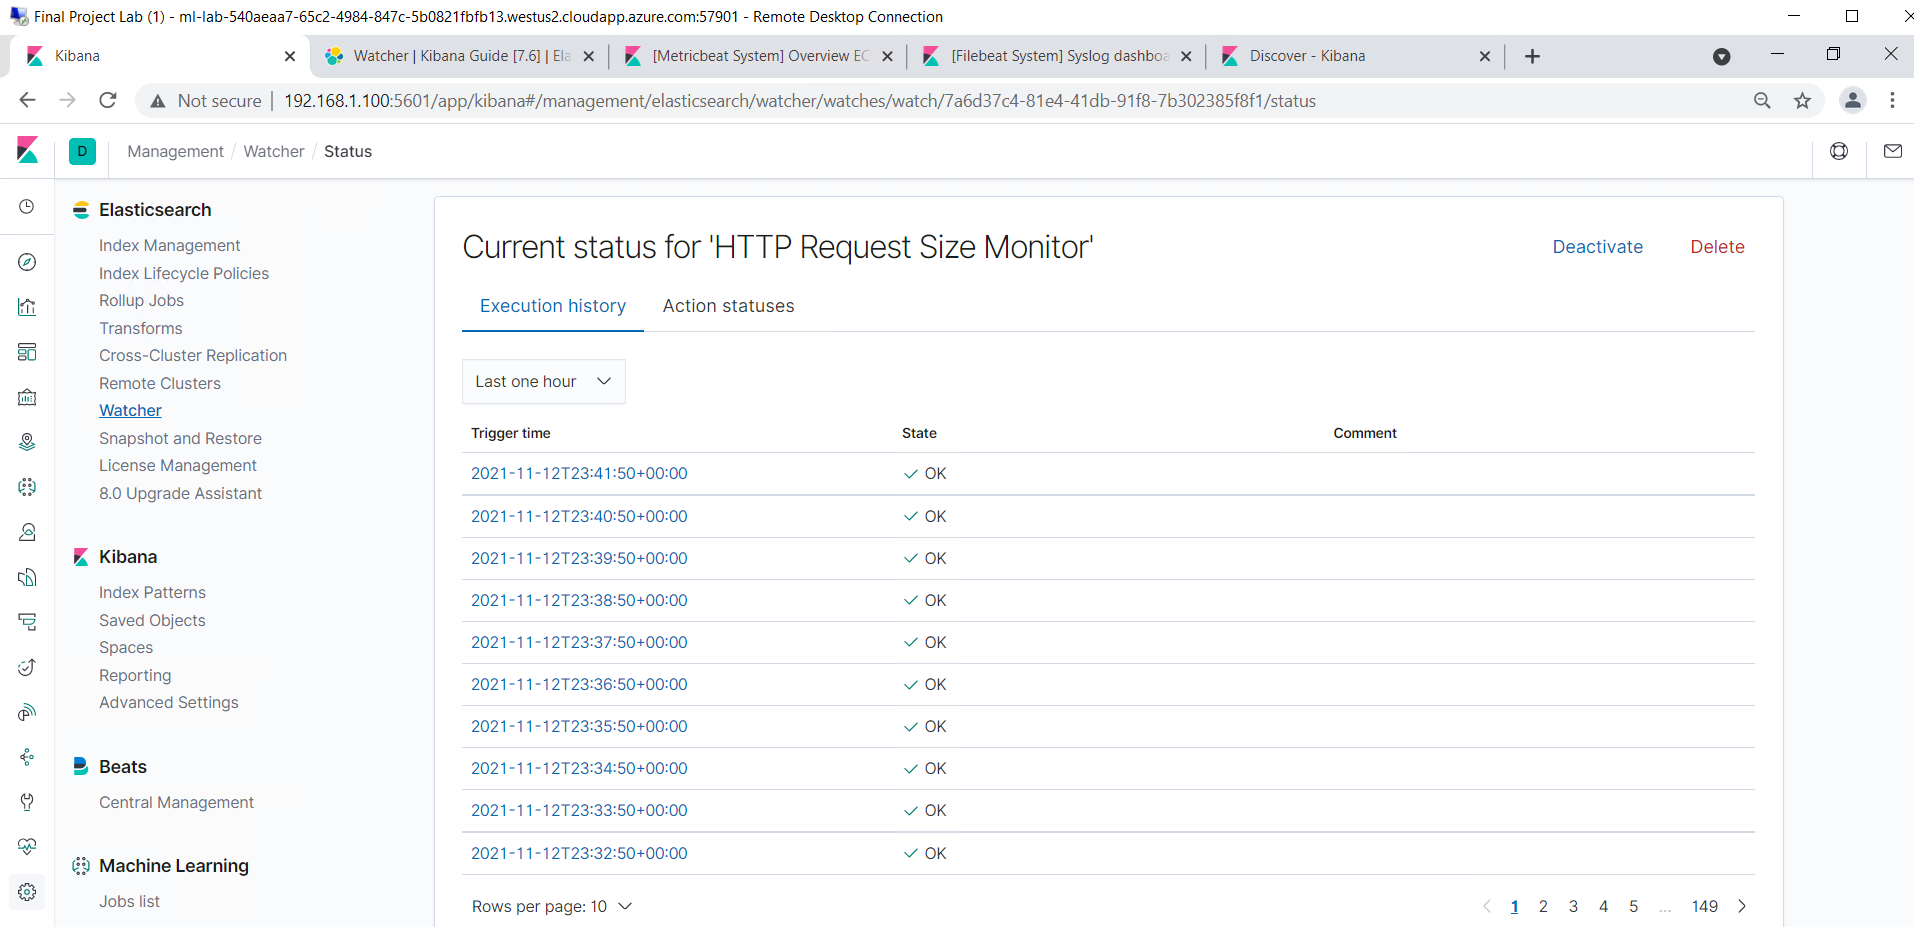 Final Project Lab (1) - ml-lab-540aeaa7-65c2-4984-847c-5b0821fbfb13.westus2.cloudapp.azure.com:57901 - Remote Desktop Connection
Kibana
Watcher | Kibana Guide [7.6] | Ela
[Metricbeat System] Overview EC
[Filebeat System] Syslog dashboa
Discover - Kibana
Not secure | 192.168.1.100:5601/app/kibana#/management/elasticsearch/watcher/watches/watch/7a6d37c4-81e4-41db-91f8-7b302385f8f1/status
D
Management / Watcher / Status
Elasticsearch
Index Management
Index Lifecycle Policies
Rollup Jobs
Transforms
Cross-Cluster Replication
Remote Clusters
Watcher
Snapshot and Restore
License Management
8.0 Upgrade Assistant
Kibana
Index Patterns
Saved Objects
Spaces
Reporting
Advanced Settings
Beats
Central Management
Machine Learning
Jobs list
Current status for 'HTTP Request Size Monitor'
Deactivate
Delete
Execution history
Action statuses
Last one hour
Trigger time State Comment
2021-11-12T23:41:50+00:00 OK
2021-11-12T23:40:50+00:00 OK
2021-11-12T23:39:50+00:00 OK
2021-11-12T23:38:50+00:00 OK
2021-11-12T23:37:50+00:00 OK
2021-11-12T23:36:50+00:00 OK
2021-11-12T23:35:50+00:00 OK
2021-11-12T23:34:50+00:00 OK
2021-11-12T23:33:50+00:00 OK
2021-11-12T23:32:50+00:00 OK
Rows per page: 10
1 2 3 4 5 ... 149